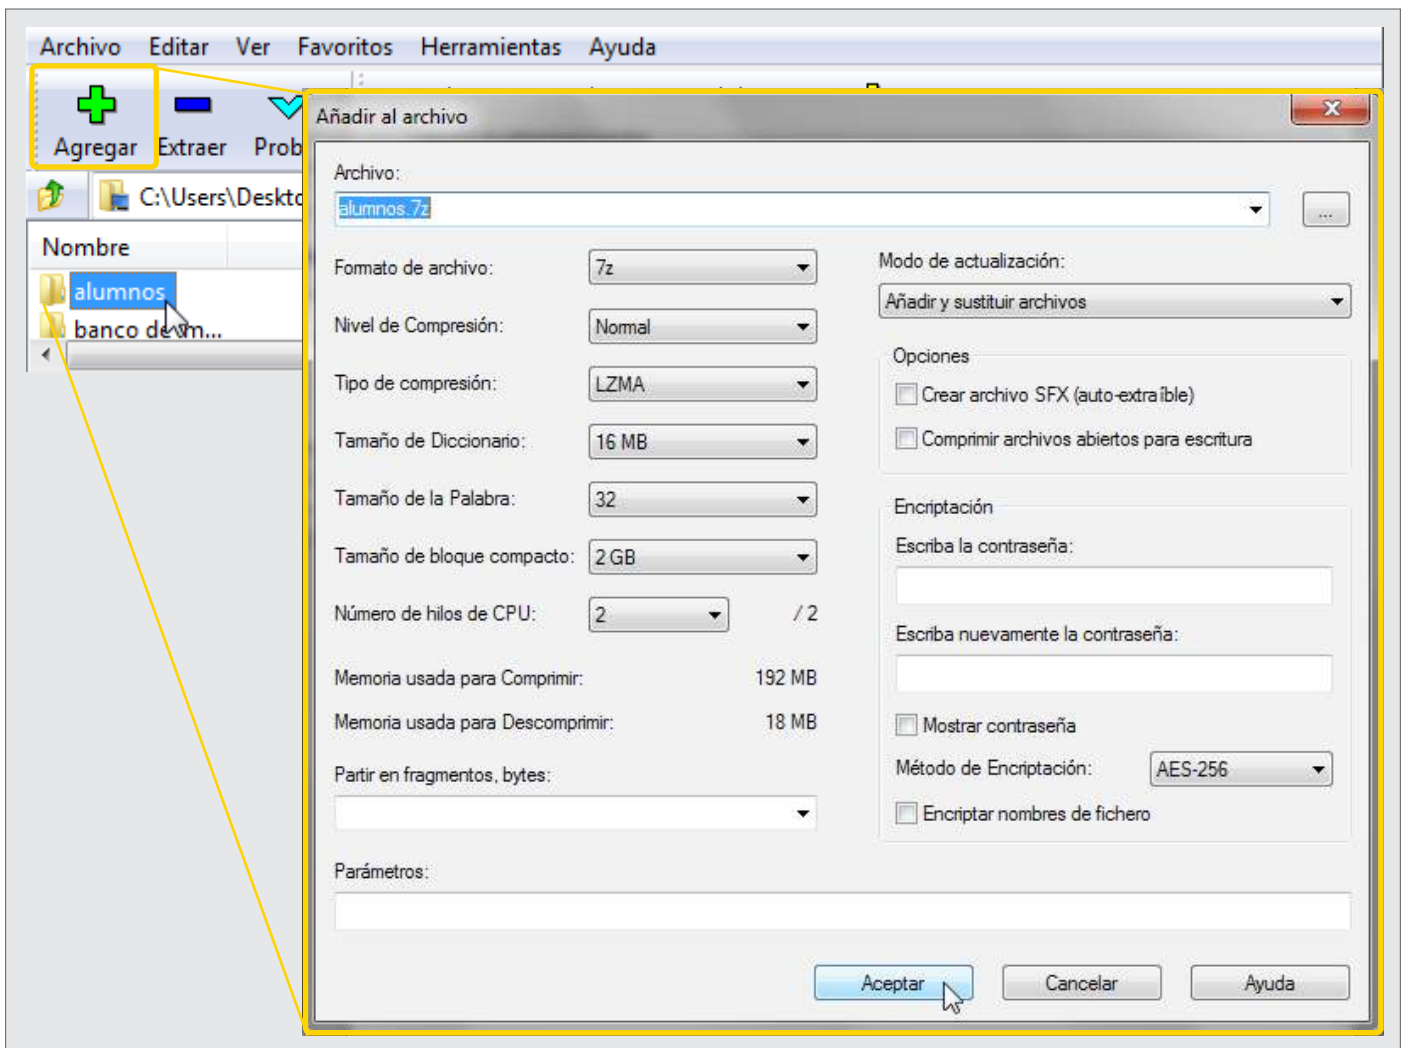 Archivo Editar Ver Favoritos Herramientas Ayuda
Agregar Extraer Prob
C:\Users\Deskto
Nombre
alumnos
banco de im...
Añadir al archivo
Archivo:
alumnos.7z
...
Formato de archivo: 7z
Nivel de Compresión: Normal
Tipo de compresión: LZMA
Tamaño de Diccionario: 16 MB
Tamaño de la Palabra: 32
Tamaño de bloque compacto: 2 GB
Número de hilos de CPU: 2 / 2
Memoria usada para Comprimir: 192 MB
Memoria usada para Descomprimir: 18 MB
Partir en fragmentos, bytes:
Modo de actualización:
Añadir y sustituir archivos
Opciones
Crear archivo SFX (auto-extraíble)
Comprimir archivos abiertos para escritura
Encriptación
Escriba la contraseña:
Escriba nuevamente la contraseña:
Mostrar contraseña
Método de Encriptación: AES-256
Encriptar nombres de fichero
Parámetros:
Aceptar Cancelar Ayuda